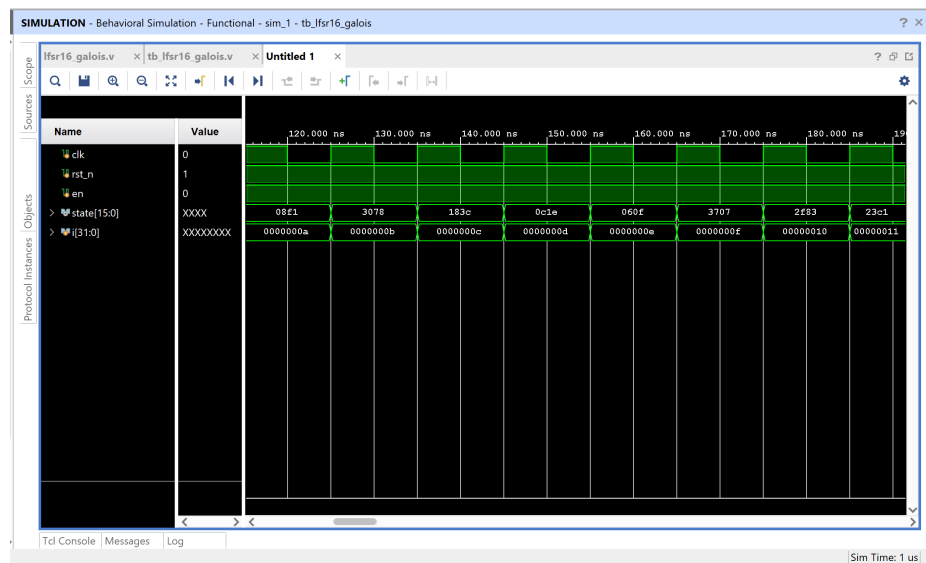 SIMULATION - Behavioral Simulation - Functional - sim_1 - tb_lfsr16_galois ? ×
lfsr16_galois.v × tb_lfsr16_galois.v × Untitled 1 × ?
Scope
Sources
Objects
Protocol Instances
Name Value
120.000 ns 130.000 ns 140.000 ns 150.000 ns 160.000 ns 170.000 ns 180.000 ns 19
clk 0
rst_n 1
en 0
> state[15:0] XXXX 08f1 3078 183c 0c1e 060f 3707 2f83 23c1
> i[31:0] XXXXXXXX 0000000a 0000000b 0000000c 0000000d 0000000e 0000000f 00000010 00000011
Tcl Console Messages Log
Sim Time: 1 us